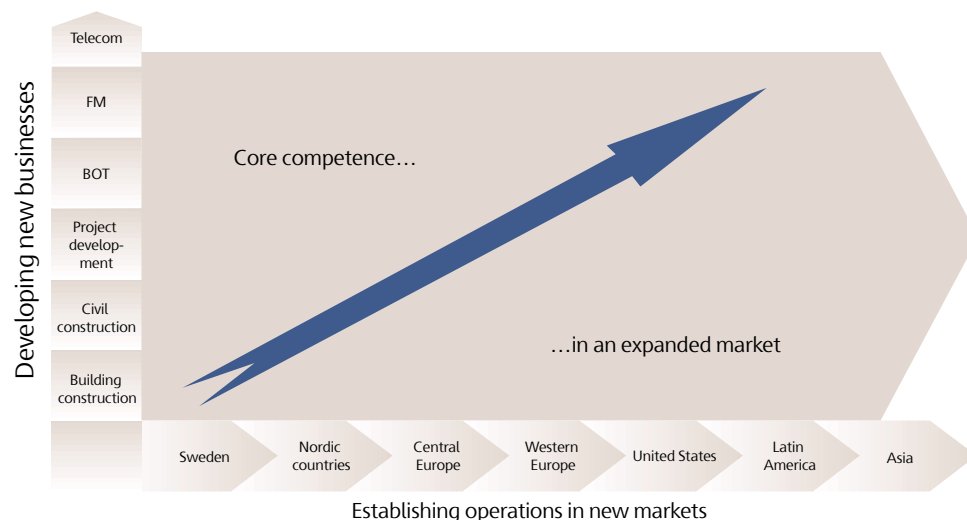 Developing new businesses
Telecom
FM
BOT
Project
develop-
ment
Civil
construction
Building
construction
Core competence…
…in an expanded market
Sweden
Nordic
countries
Central
Europe
Western
Europe
United States
Latin
America
Asia
Establishing operations in new markets